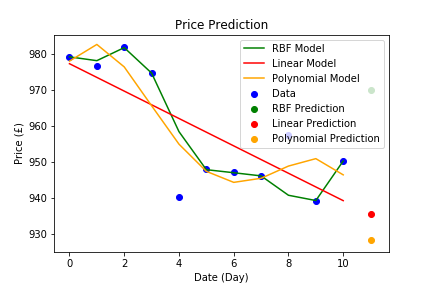 Price Prediction
RBF Model
Linear Model
Polynomial Model
Data
RBF Prediction
Linear Prediction
Polynomial Prediction
980
970
960
950
940
930
Price (£)
0 2 4 6 8 10
Date (Day)